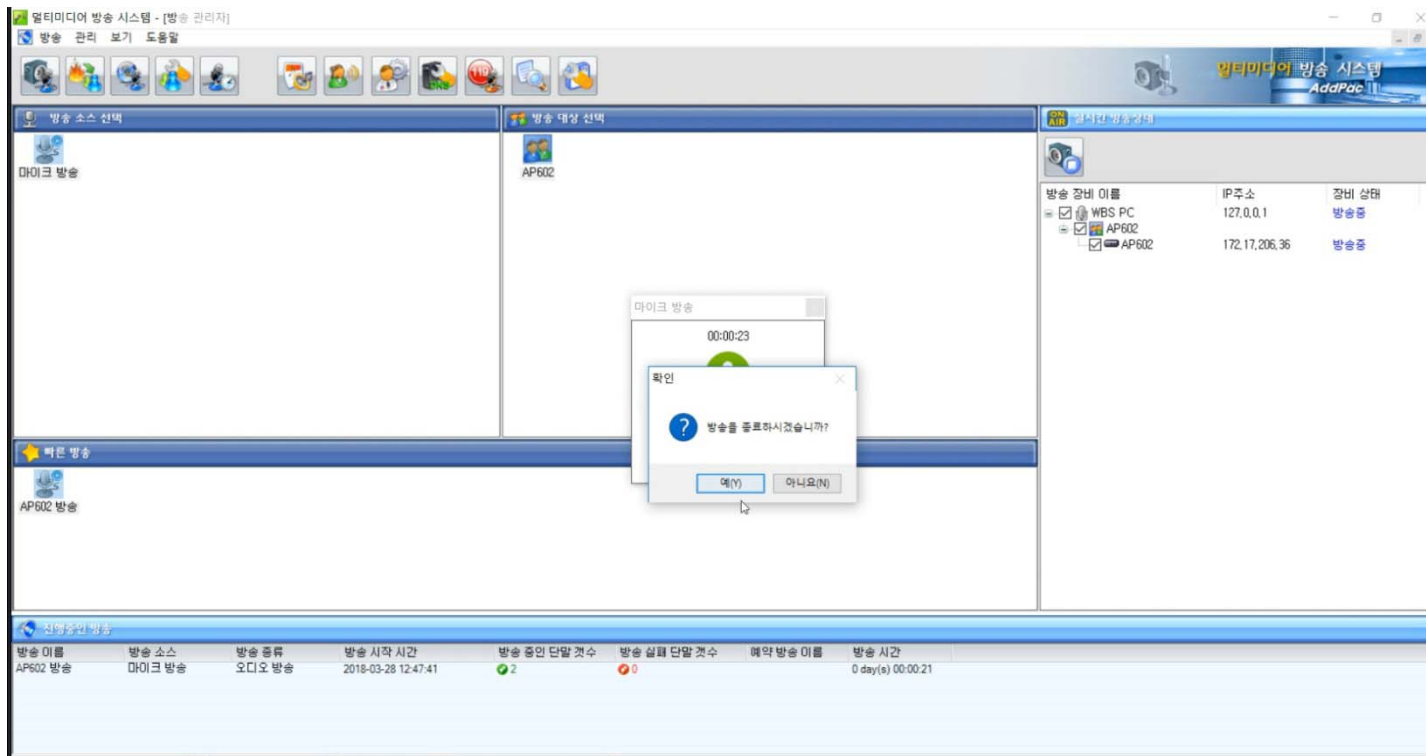 멀티미디어 방송 시스템 - [방송 관리자]
방송 관리 보기 도움말
멀티미디어 방송 시스템
AddPac
방송 소스 선택
마이크 방송
방송 대상 선택
AP602
ON AIR 실시간 방송상태
방송 장비 이름 IP주소 장비 상태
WBS PC 127,0,0,1 방송중
AP602
AP602 172,17,206,36 방송중
마이크 방송
00:00:23
확인
방송을 종료하시겠습니까?
예(Y) 아니요(N)
빠른 방송
AP602 방송
진행중인 방송
방송 이름 방송 소스 방송 종류 방송 시작 시간 방송 중인 단말 갯수 방송 실패 단말 갯수 예약 방송 이름 방송 시간
AP602 방송 마이크 방송 오디오 방송 2018-03-28 12:47:41 2 0 0 day(s) 00:00:21